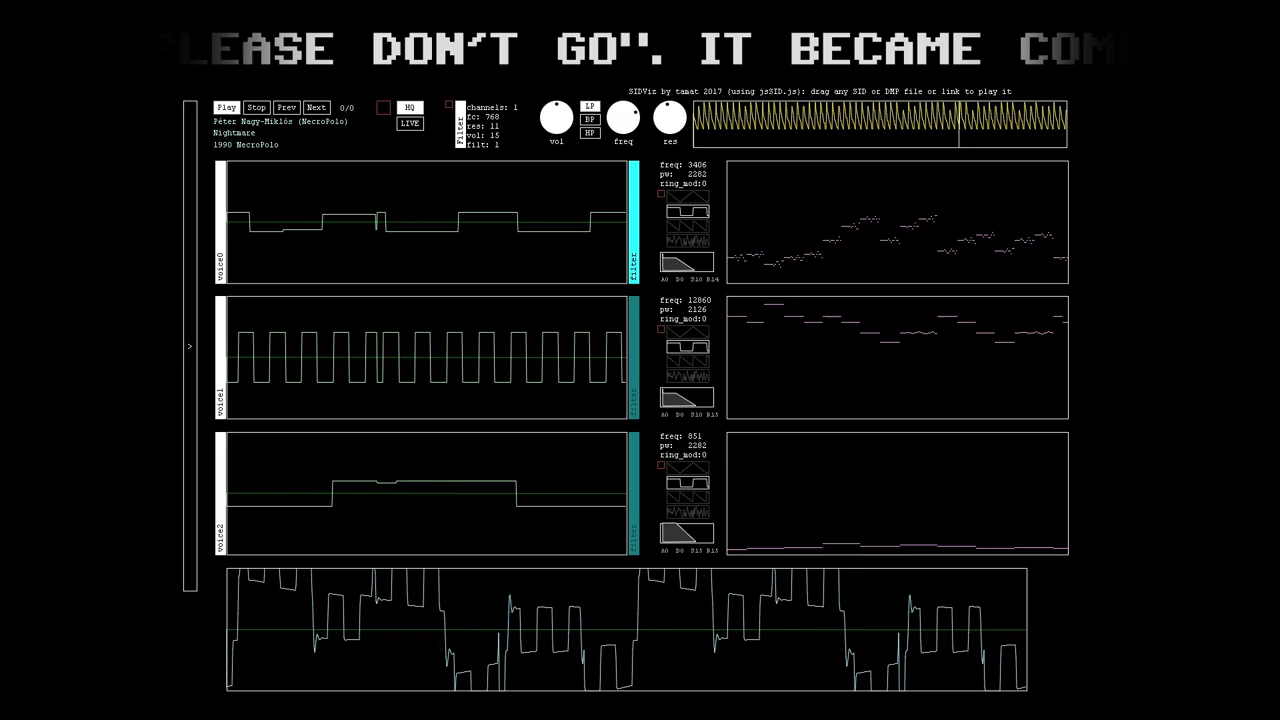 PLEASE DON'T GO". IT BECAME COMP
SIDViz by tamat 2017 (using jsSID.js): drag any SID or DMP file or link to play it
Play Stop Prev Next 0/0
Péter Nagy-Miklós (NecroPolo)
Nightmare
1990 NecroPolo
HQ
LIVE
Filter
channels: 1
fc: 768
res: 11
vol: 15
filt: 1
vol
LP
BP
HP
freq
res
>
voice0
filter
freq: 3406
pw: 2282
ring_mod:0
A0 D0 S10 R14
voice1
filter
freq: 12860
pw: 2126
ring_mod:0
A0 D0 S10 R15
voice2
filter
freq: 851
pw: 2282
ring_mod:0
A0 D0 S15 R15